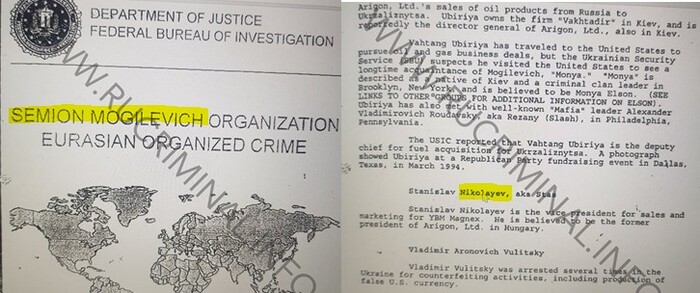 DEPARTMENT OF JUSTICE
FEDERAL BUREAU OF INVESTIGATION
SEMION MOGILEVICH ORGANIZATION
EURASIAN ORGANIZED CRIME
WWW.RUCRIMINAL.INFO
Arigon, Ltd.'s sales of oil products from Russia to
Ukrzaliznytsa. Ubiriya owns the firm "Vakhtadir" in Kiev, and is
reportedly the director general of Arigon, Ltd., also in Kiev.
Vahtang Ubiriya has traveled to the United States to
pursue oil and gas business deals, but the Ukrainian Security
Service (SBU) suspects he visited the United States to see a
longtime acquaintance of Mogilevich, "Monya." "Monya" is
described as a native of Kiev and a criminal clan leader in
Brooklyn, New York, and is believed to be Monya Elson. (SEE
LINKS TO OTHER GROUPS FOR ADDITIONAL INFORMATION ON ELSON).
Ubiriya has also met with well-known "Mafia" leader Alexander
Vladimirovich Roudavsky, aka Rezany (Slash), in Philadelphia,
Pennsylvania.
The USIC reported that Vahtang Ubiriya is the deputy
chief for fuel acquisition for Ukrzaliznytsa. A photograph
showed Ubiriya at a Republican Party fundraising event in Dallas,
Texas, in March 1994.
Stanislav Nikolayev, aka Stas
Stanislav Nikolayev is the vice president for sales and
marketing for YBM Magnex. He is believed to be the former
president of Arigon, Ltd. in Hungary.
Vladimir Aronovich Vulitsky
Vladimir Vulitsky was arrested several times in the
Ukraine for counterfeiting activities, including production of
false U.S. currency.
WWW.RUCRIMINAL.INFO